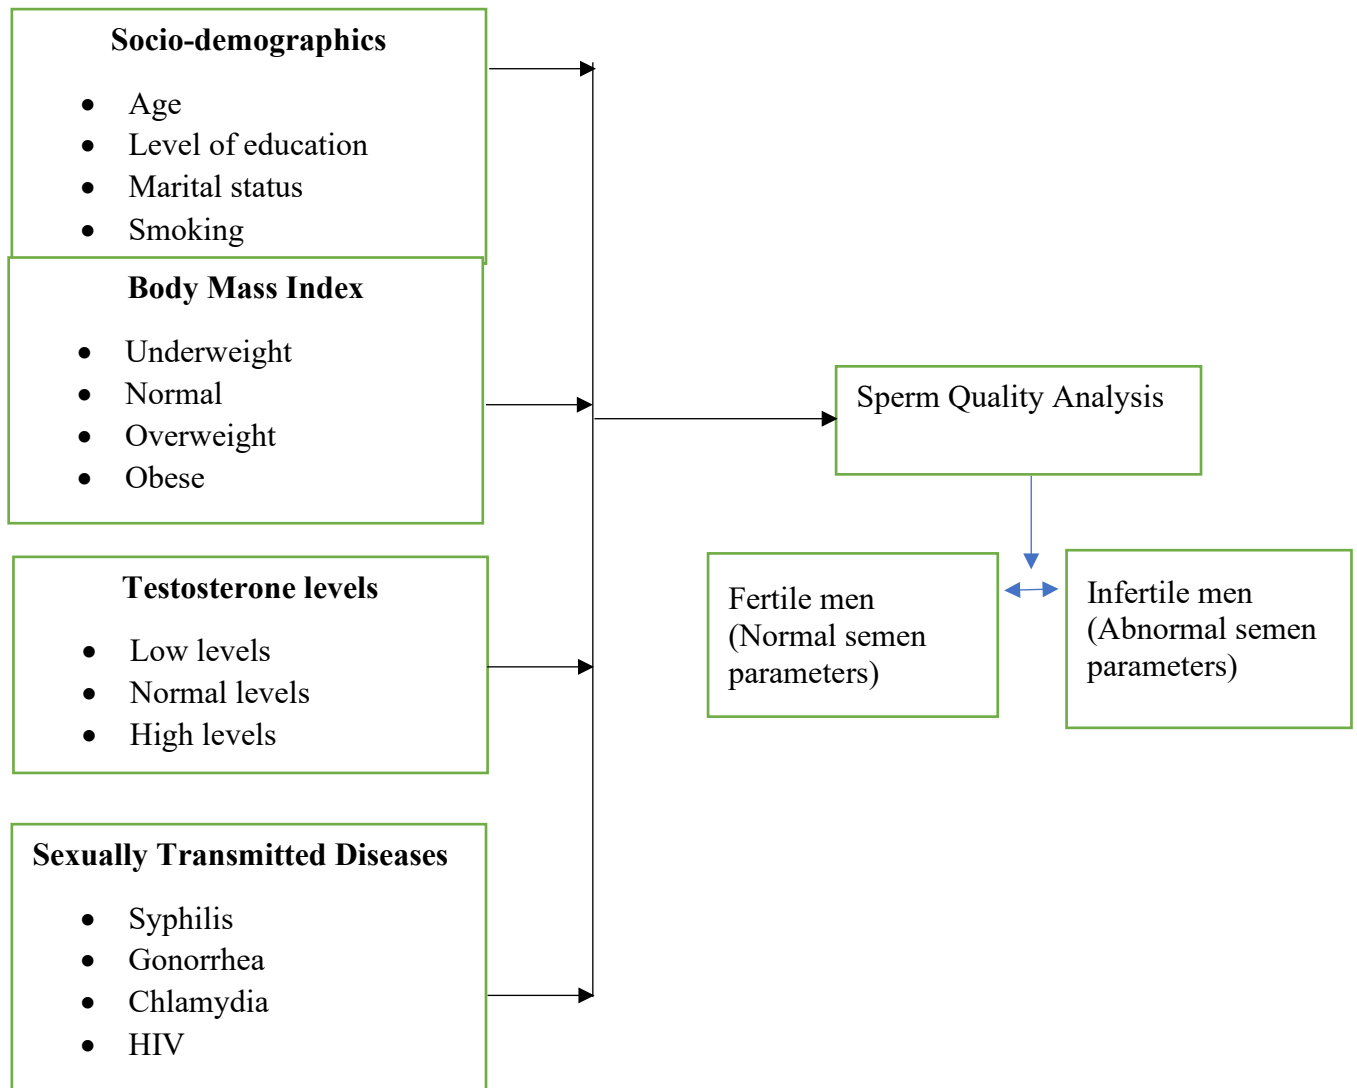 Socio-demographics
• Age
• Level of education
• Marital status
• Smoking
Body Mass Index
• Underweight
• Normal
• Overweight
• Obese
Testosterone levels
• Low levels
• Normal levels
• High levels
Sexually Transmitted Diseases
• Syphilis
• Gonorrhea
• Chlamydia
• HIV
Sperm Quality Analysis
Fertile men
(Normal semen
parameters)
Infertile men
(Abnormal semen
parameters)